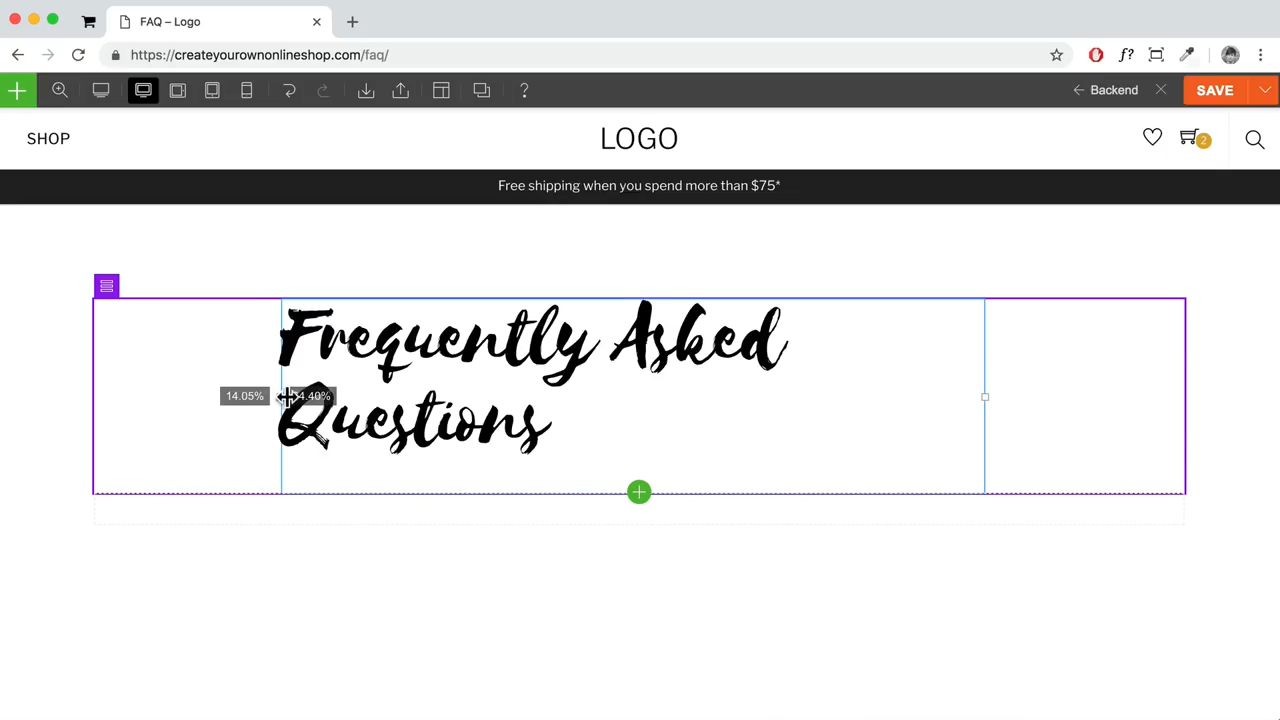 FAQ – Logo
https://createyourownonlineshop.com/faq/
f?
?
Backend
SAVE
SHOP
LOGO
2
Free shipping when you spend more than $75*
Frequently Asked
Questions
14.05%